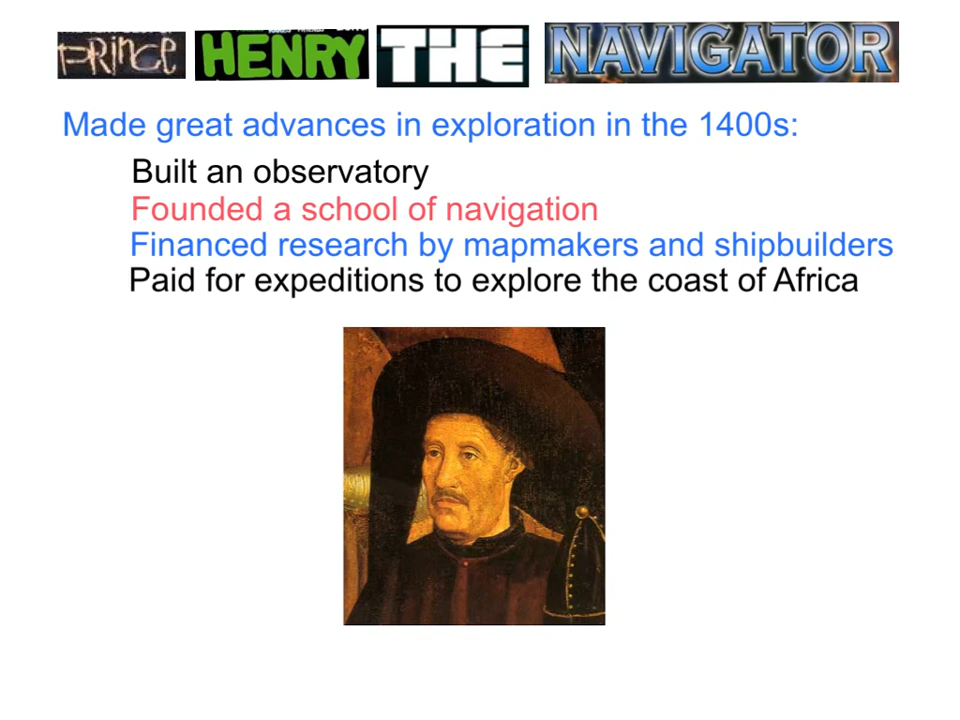 PRINCE HENRY THE NAVIGATOR
Made great advances in exploration in the 1400s:
Built an observatory
Founded a school of navigation
Financed research by mapmakers and shipbuilders
Paid for expeditions to explore the coast of Africa